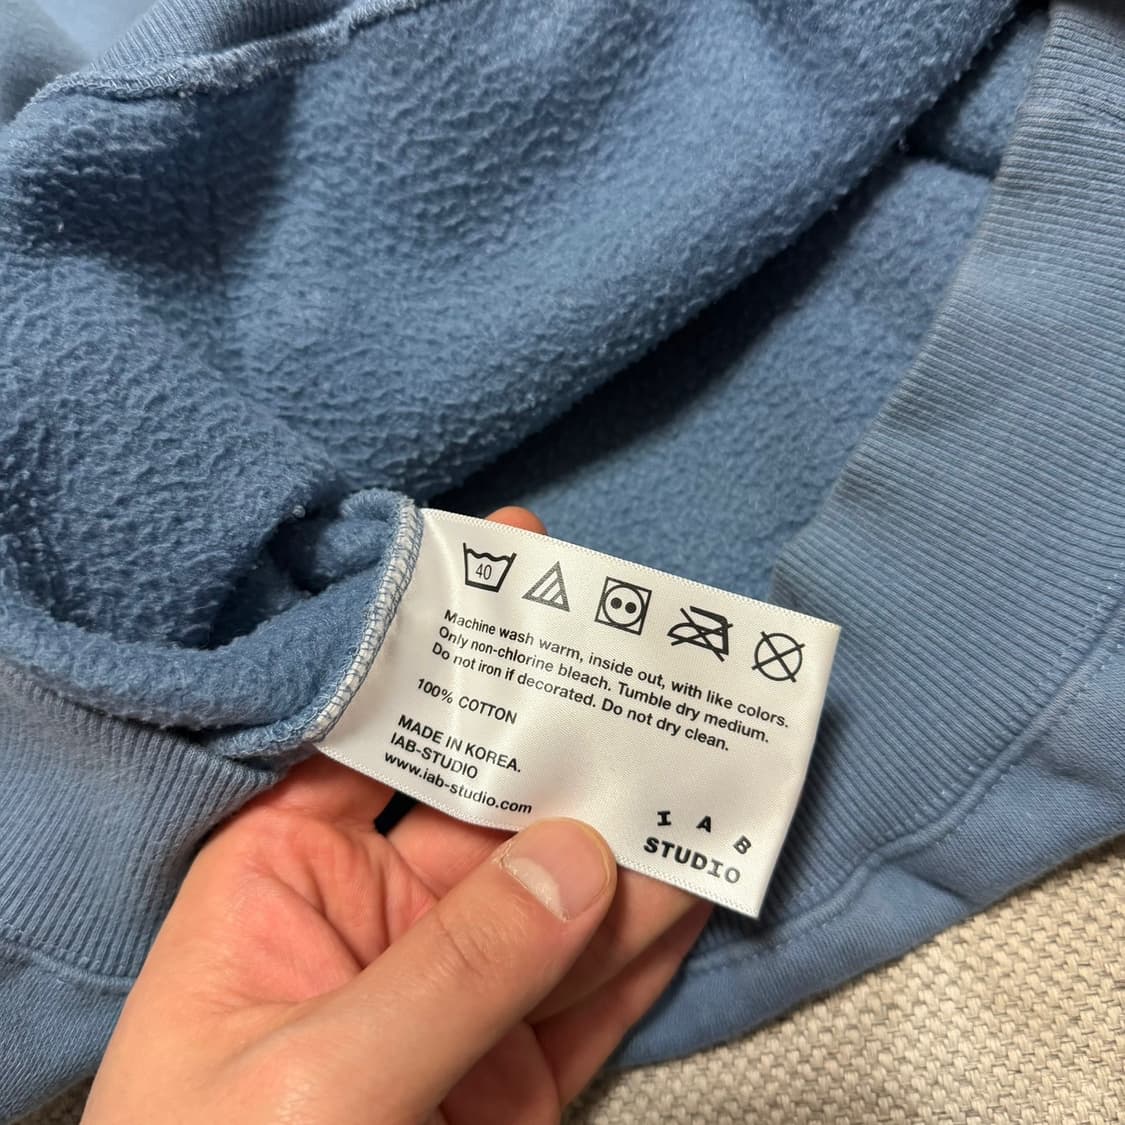 40
Machine wash warm, inside out, with like colors.
Only non-chlorine bleach. Tumble dry medium.
Do not iron if decorated. Do not dry clean.
100% COTTON
MADE IN KOREA.
IAB-STUDIO
www.iab-studio.com
I A B
STUDIO